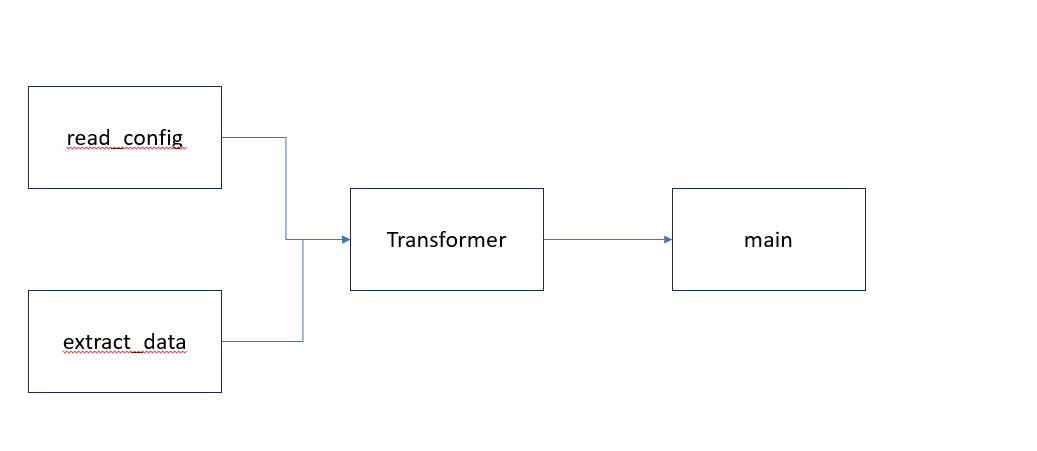 read_config
Transformer
main
extract_data